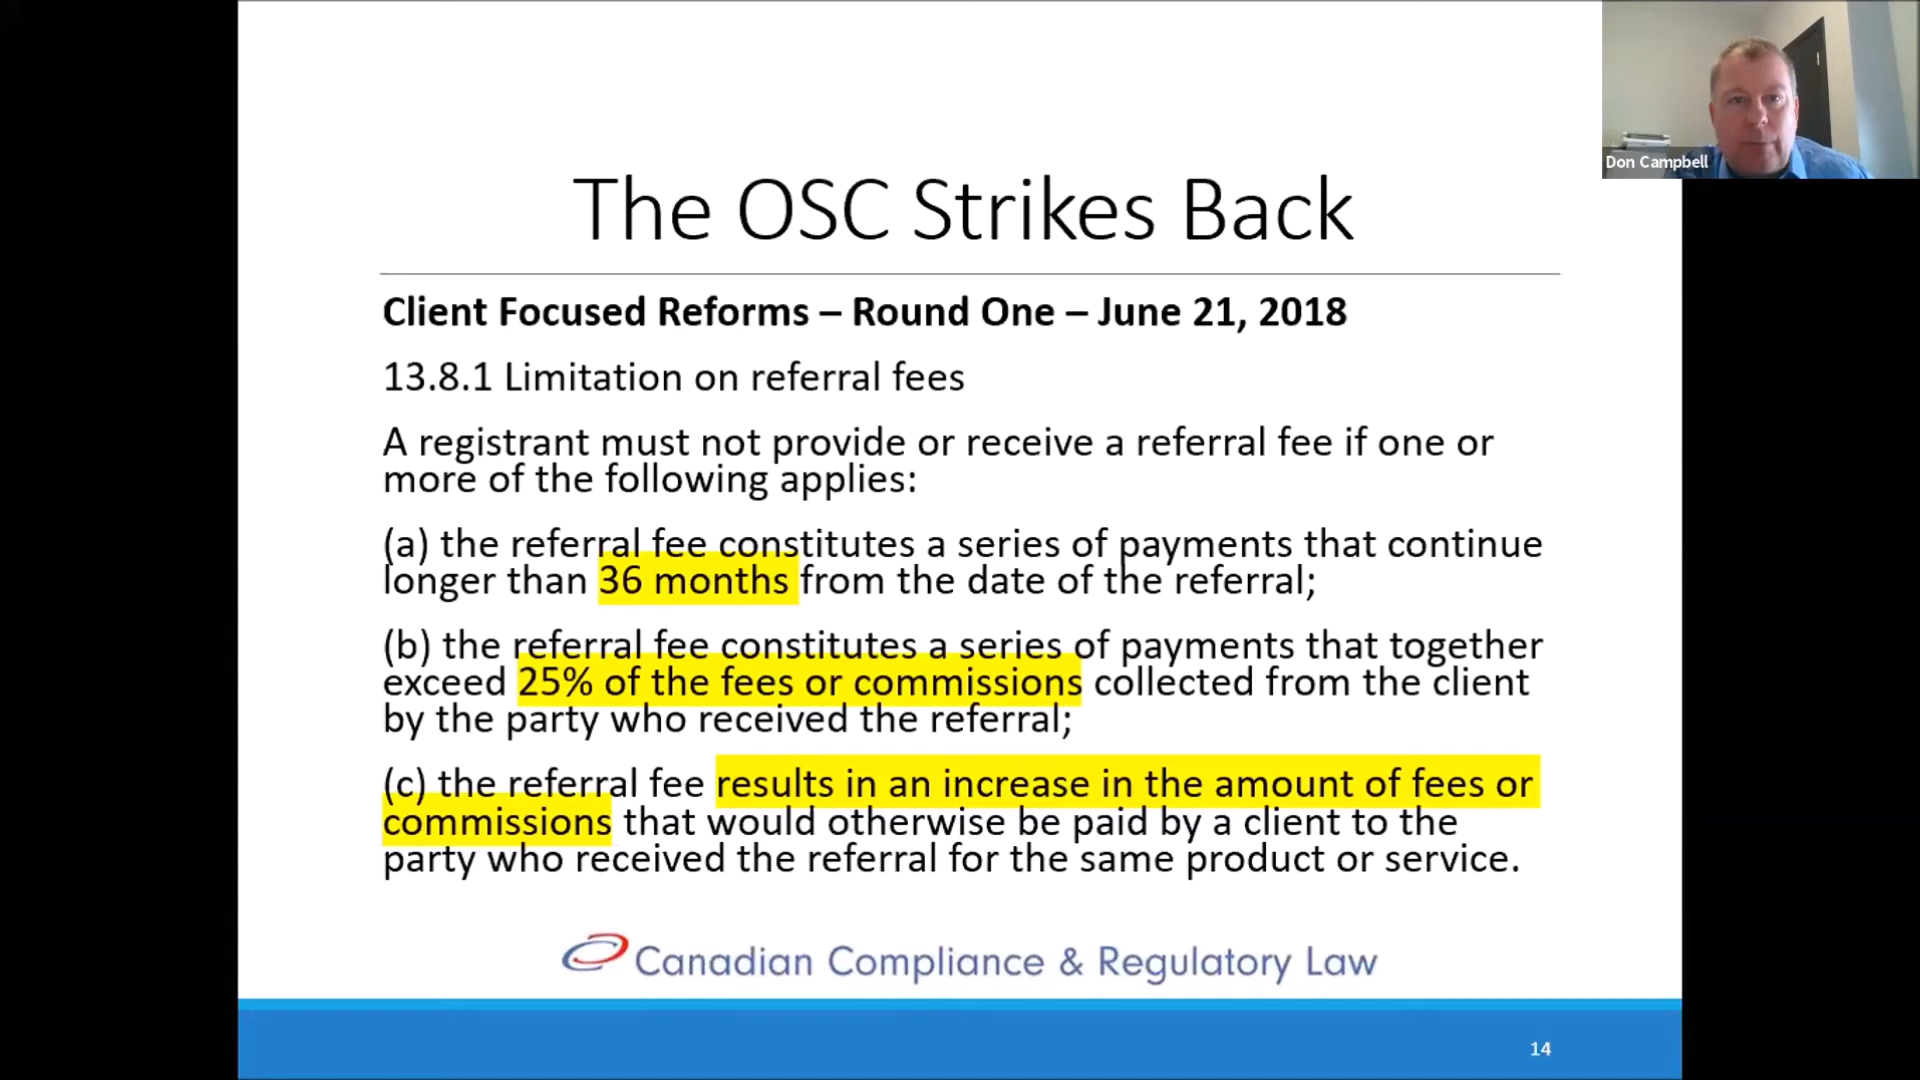 The OSC Strikes Back
Don Campbell
Client Focused Reforms – Round One – June 21, 2018
13.8.1 Limitation on referral fees
A registrant must not provide or receive a referral fee if one or
more of the following applies:
(a) the referral fee constitutes a series of payments that continue
longer than 36 months from the date of the referral;
(b) the referral fee constitutes a series of payments that together
exceed 25% of the fees or commissions collected from the client
by the party who received the referral;
(c) the referral fee results in an increase in the amount of fees or
commissions that would otherwise be paid by a client to the
party who received the referral for the same product or service.
Canadian Compliance & Regulatory Law
14